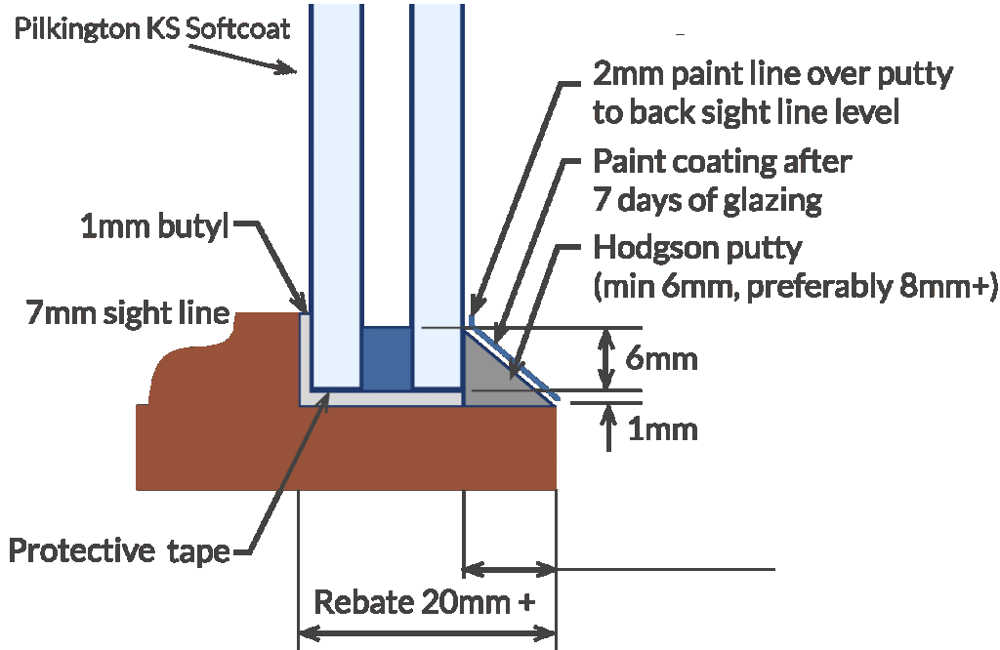 Pilkington KS Softcoat
2mm paint line over putty
to back sight line level
Paint coating after
7 days of glazing
1mm butyl
Hodgson putty
(min 6mm, preferably 8mm+)
7mm sight line
6mm
1mm
Protective tape
Rebate 20mm +